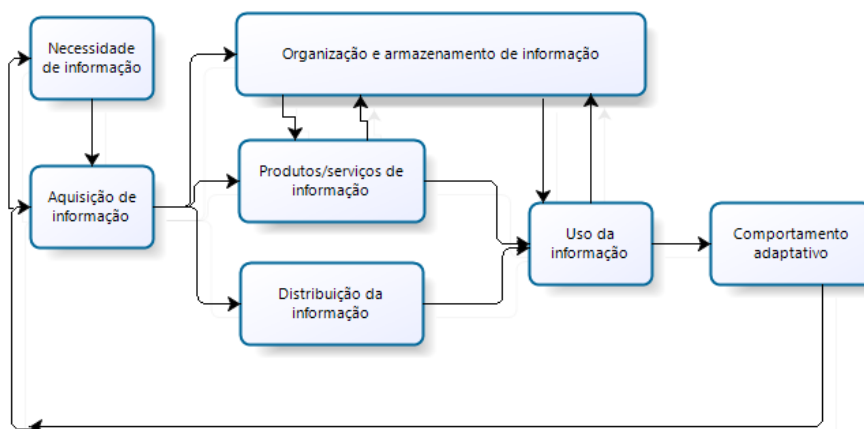 Necessidade
de informação
Organização e armazenamento de informação
Aquisição de
informação
Produtos/serviços de
informação
Distribuição da
informação
Uso da
informação
Comportamento
adaptativo